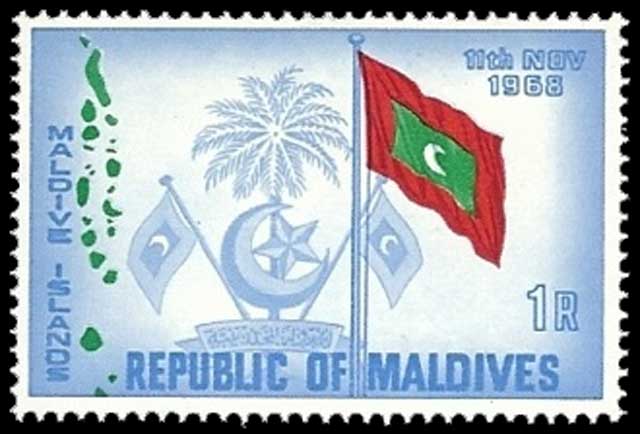 11th NOV
1968
MALDIVE ISLANDS
1R
REPUBLIC OF MALDIVES